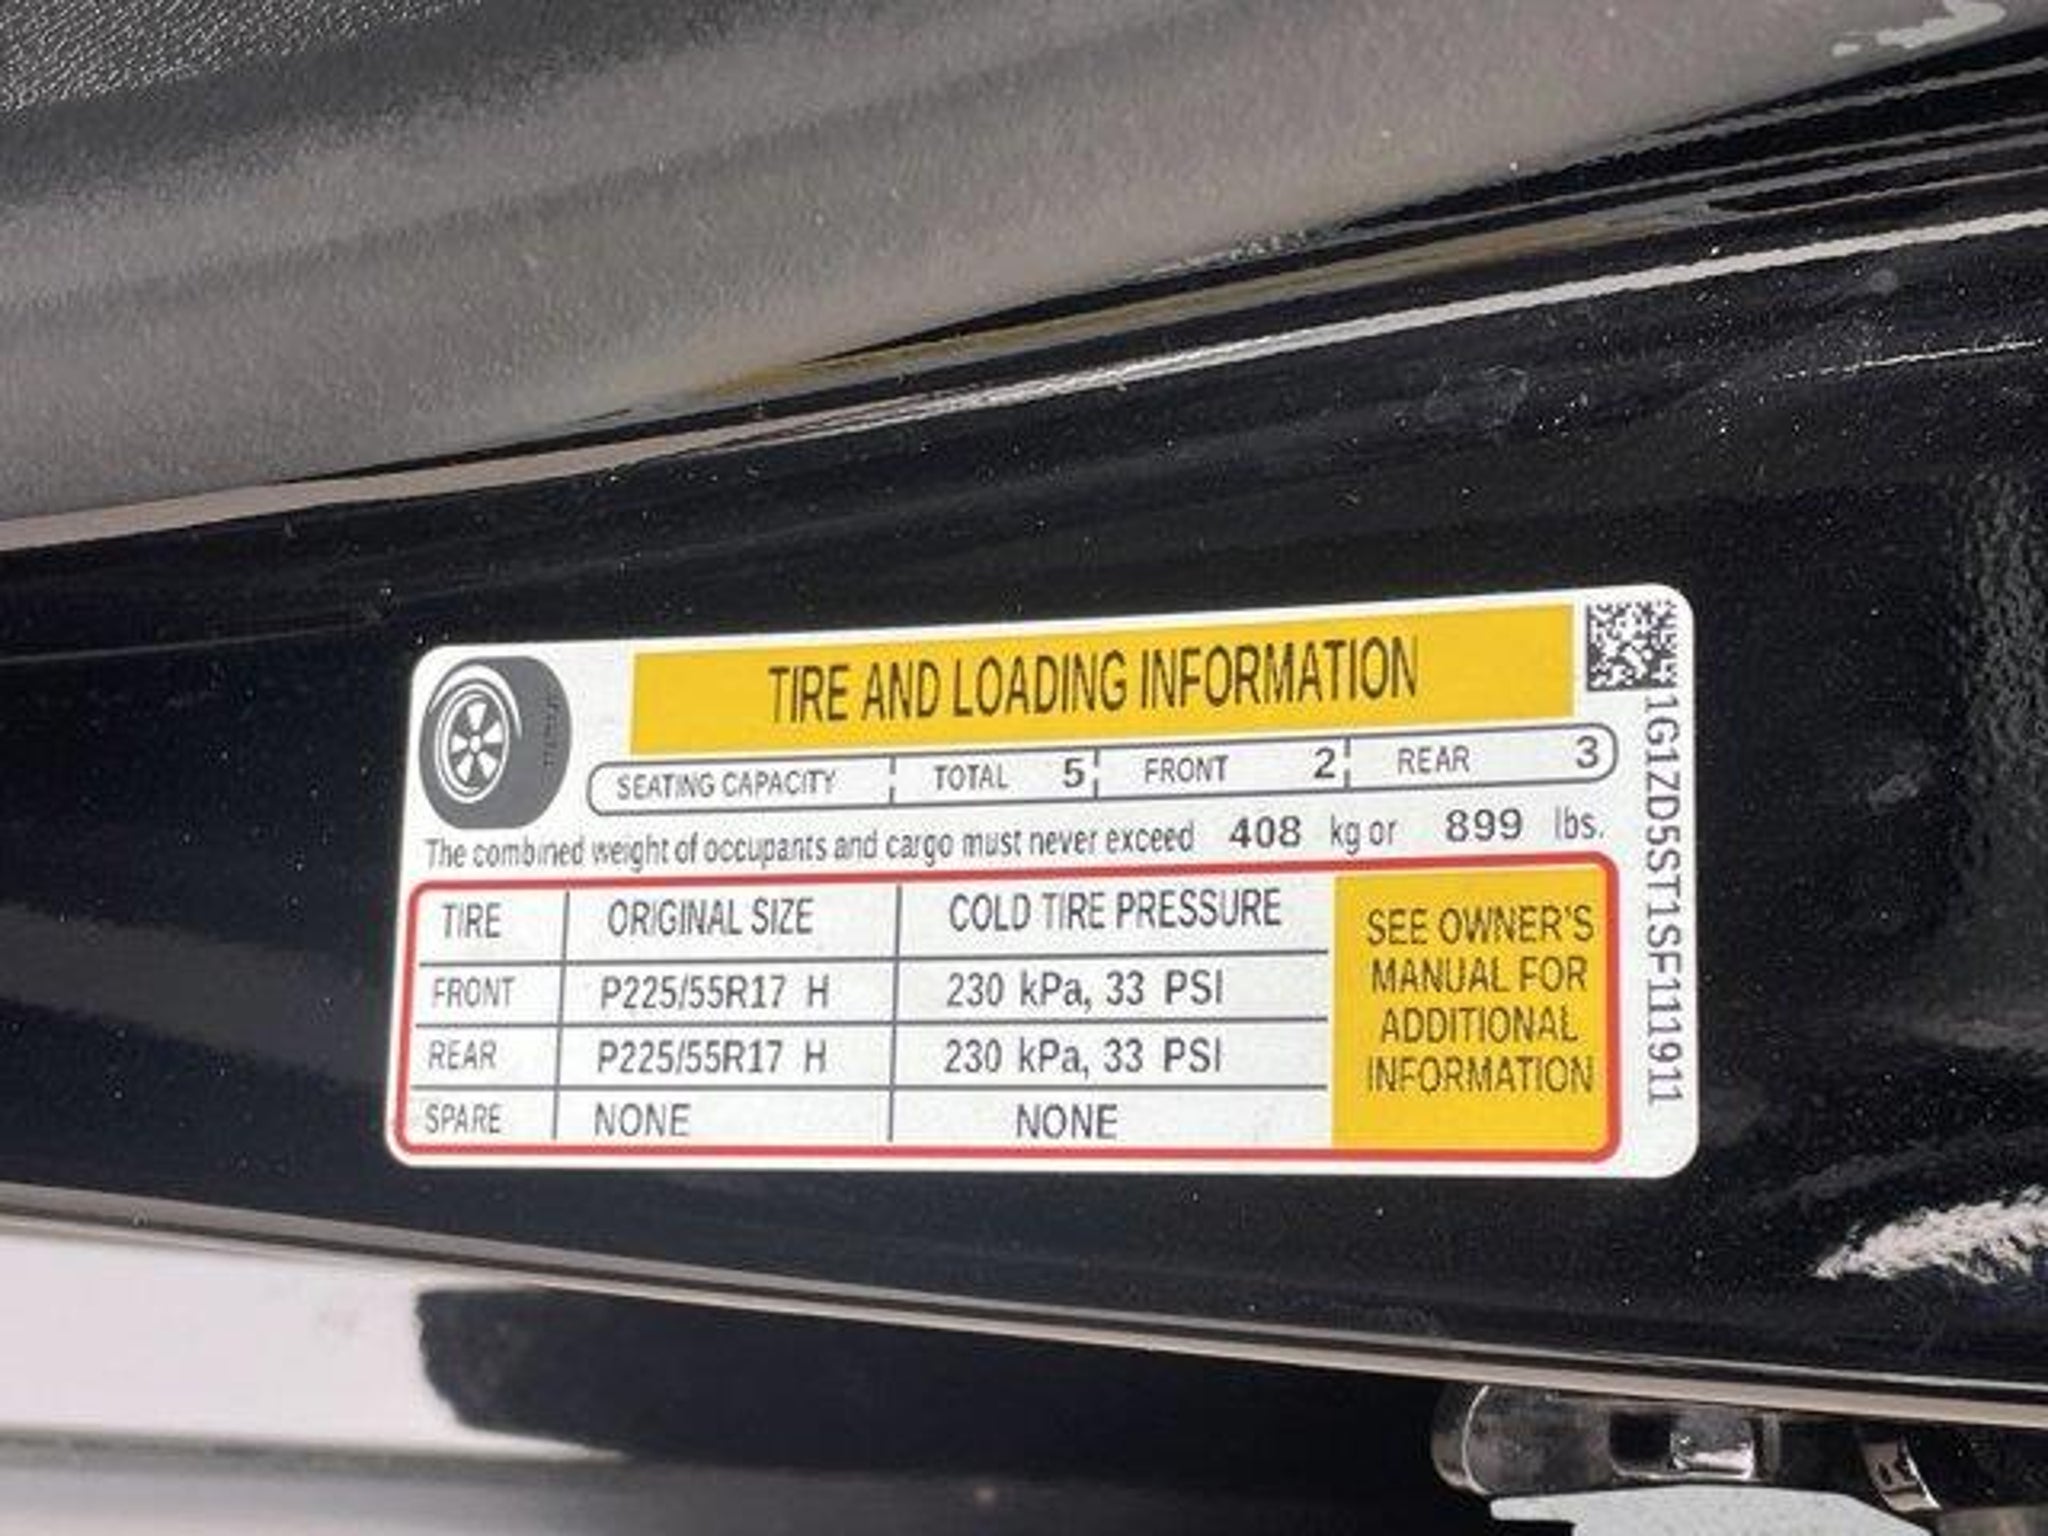 TIRE AND LOADING INFORMATION
SEATING CAPACITY TOTAL 5 FRONT 2 REAR 3
The combined weight of occupants and cargo must never exceed 408 kg or 899 lbs.
TIRE ORIGINAL SIZE COLD TIRE PRESSURE
FRONT P225/55R17 H 230 kPa, 33 PSI
REAR P225/55R17 H 230 kPa, 33 PSI
SPARE NONE NONE
SEE OWNER'S
MANUAL FOR
ADDITIONAL
INFORMATION
1G1ZD5ST1SF111911